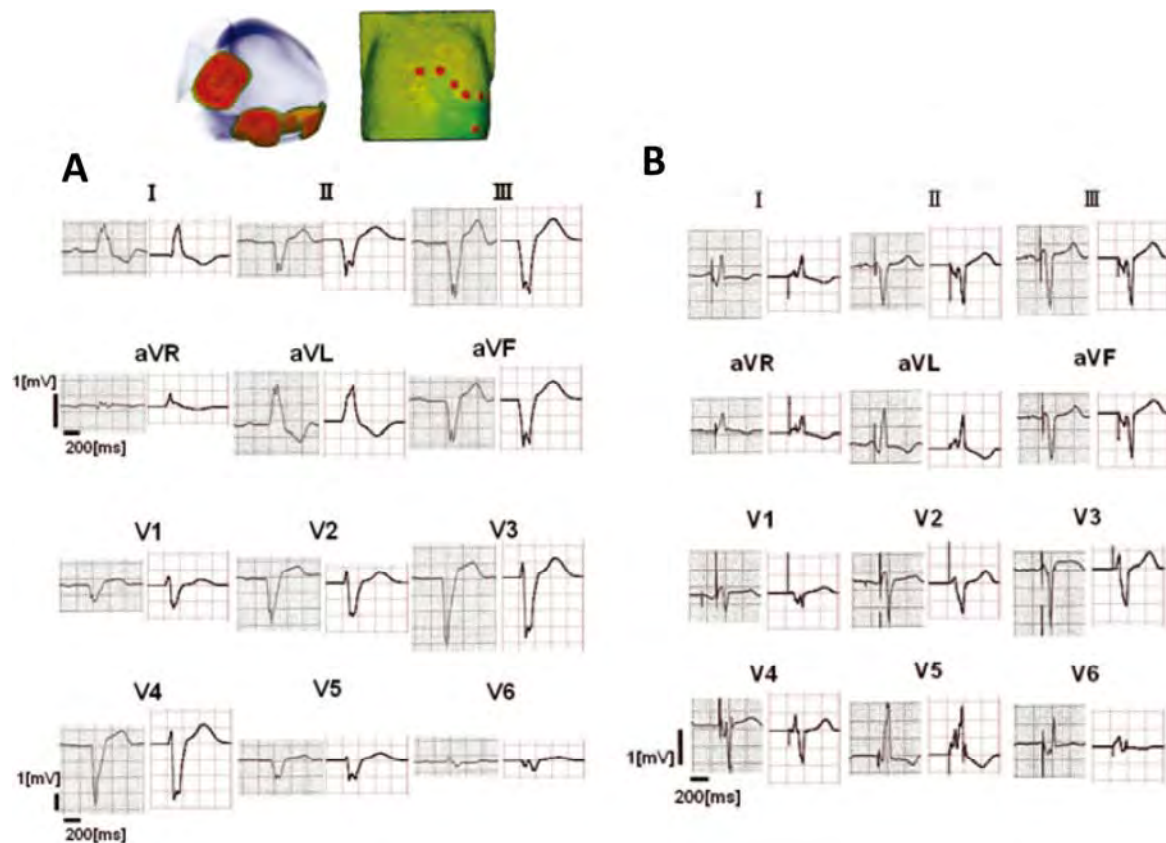 A
I II III
aVR aVL aVF
1[mV]
200[ms]
V1 V2 V3
V4 V5 V6
1[mV]
200[ms]
B
I II III
aVR aVL aVF
V1 V2 V3
V4 V5 V6
1[mV]
200[ms]